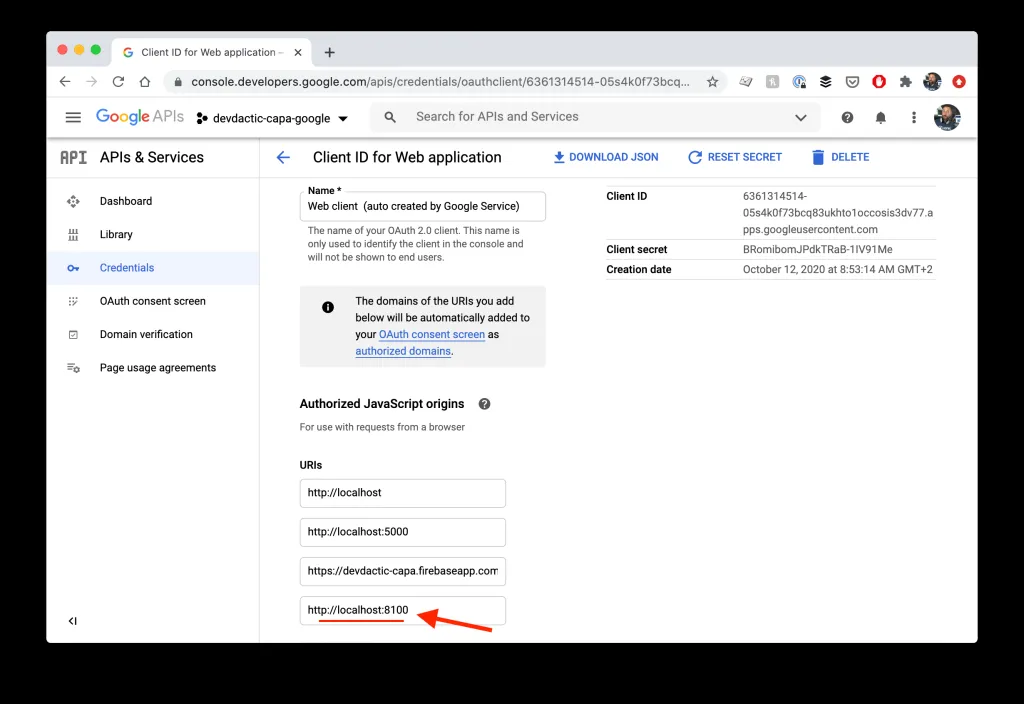 Client ID for Web application –
console.developers.google.com/apis/credentials/oauthclient/6361314514-05s4k0f73bcq...
Google APIs
devdactic-capa-google
Search for APIs and Services
API APIs & Services
Client ID for Web application
DOWNLOAD JSON
RESET SECRET
DELETE
Dashboard
Library
Credentials
OAuth consent screen
Domain verification
Page usage agreements
Name *
Web client (auto created by Google Service)
The name of your OAuth 2.0 client. This name is
only used to identify the client in the console and
will not be shown to end users.
The domains of the URIs you add
below will be automatically added to
your OAuth consent screen as
authorized domains.
Authorized JavaScript origins
For use with requests from a browser
URIs
http://localhost
http://localhost:5000
https://devdactic-capa.firebaseapp.com
http://localhost:8100
Client ID
6361314514-
05s4k0f73bcq83ukhto1occosis3dv77.a
pps.googleusercontent.com
Client secret
BRomibomJPdkTRaB-1IV91Me
Creation date
October 12, 2020 at 8:53:14 AM GMT+2